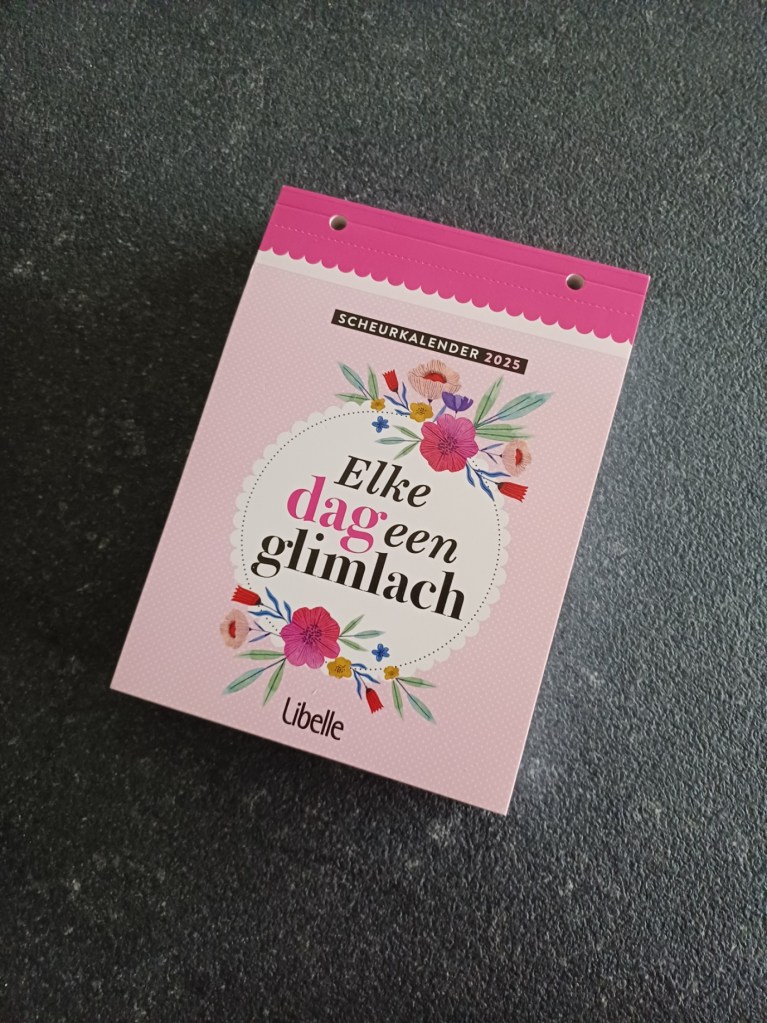 SCHEURKALENDER 2025
Elke
dag een
glimlach
Libelle